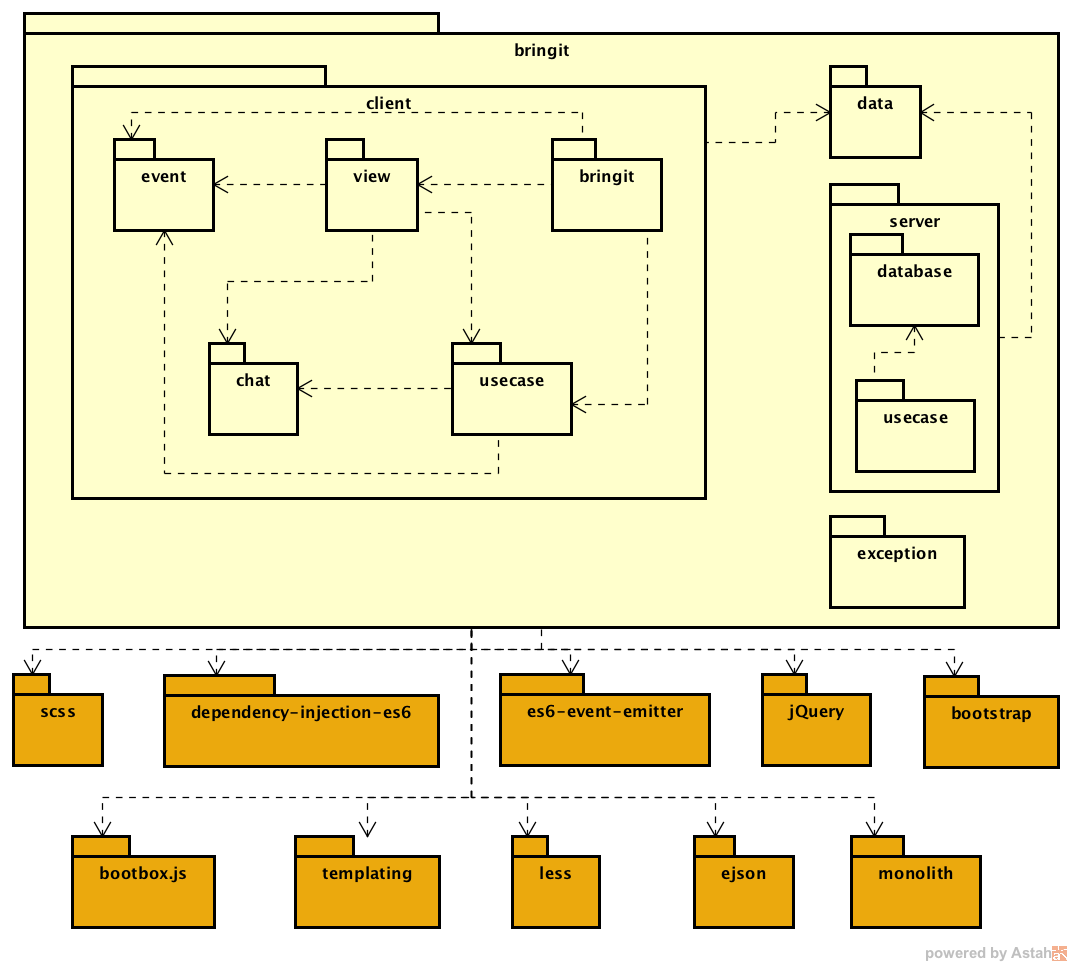 bringit
client
data
event
view
bringit
server
database
chat
usecase
usecase
exception
scss
dependency-injection-es6
es6-event-emitter
jQuery
bootstrap
bootbox.js
templating
less
ejson
monolith
powered by Astah